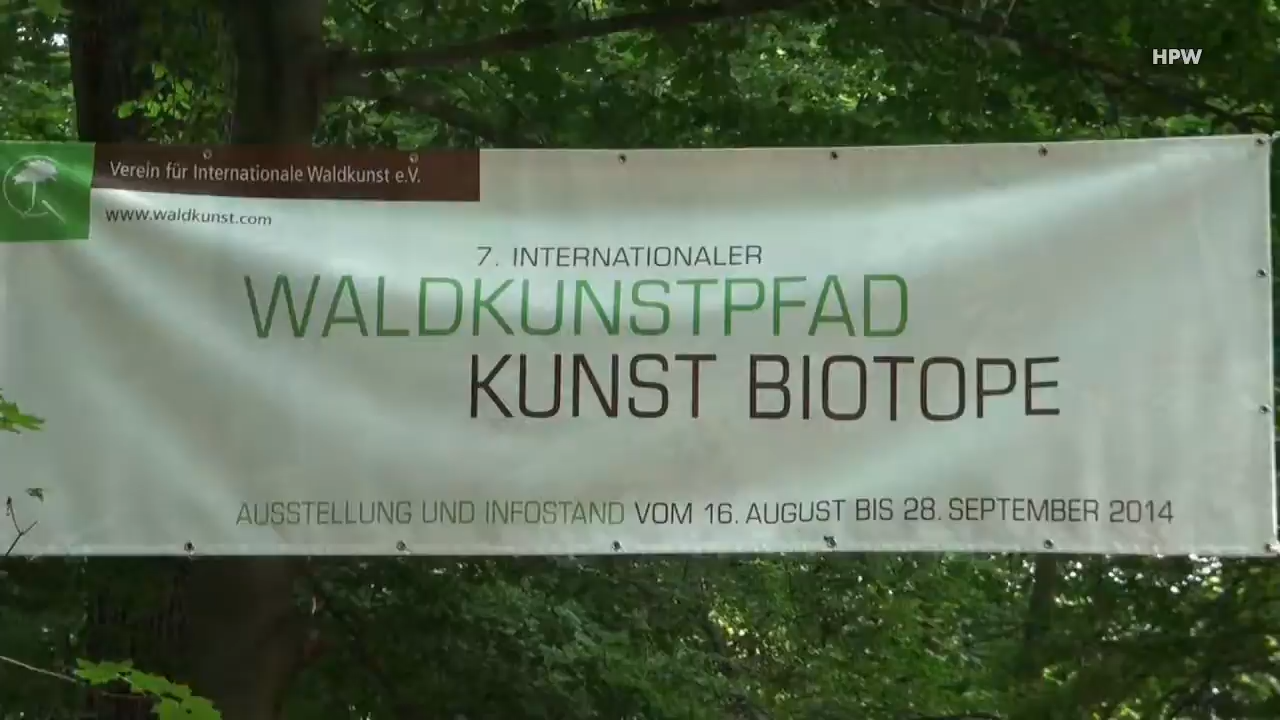 HPW
Verein für Internationale Waldkunst e.V.
www.waldkunst.com
7. INTERNATIONALER
WALDKUNSTPFAD
KUNST BIOTOPE
AUSSTELLUNG UND INFOSTAND VOM 16. AUGUST BIS 28. SEPTEMBER 2014